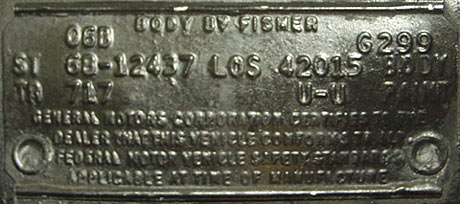 BODY BY FISHER
06B G299
ST 68-12437 LOS 42015 BODY
TR 717 U-U PAINT
GENERAL MOTORS CORPORATION CERTIFIES TO THE
DEALER THAT THIS VEHICLE CONFORMS TO ALL
FEDERAL MOTOR VEHICLE SAFETY STANDARDS
APPLICABLE AT TIME OF MANUFACTURE